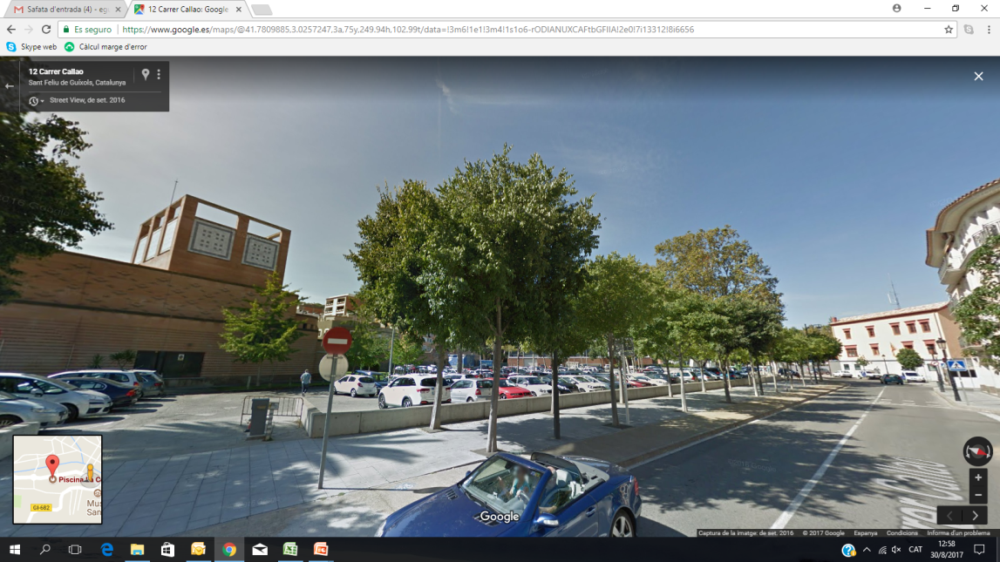 Safata d'entrada (4) - eg
12 Carrer Callao: Google
Es seguro
https://www.google.es/maps/@41.7809885,3.0257247,3a,75y,249.94h,102.99t/data=!3m6!1e1!3m4!1s1o6-rODIANUXCAFtbGFIIA!2e0!7i13312!8i6656
Skype web
Càlcul marge d'error
12 Carrer Callao
Sant Feliu de Guíxols, Catalunya
Street View, de set. 2016
Piscina La C
GI-682
Mus
San
Google
Captura de la imatge: de set. 2016 © 2017 Google Espanya Condicions Informa d'un problema
CAT
12:58
30/8/2017